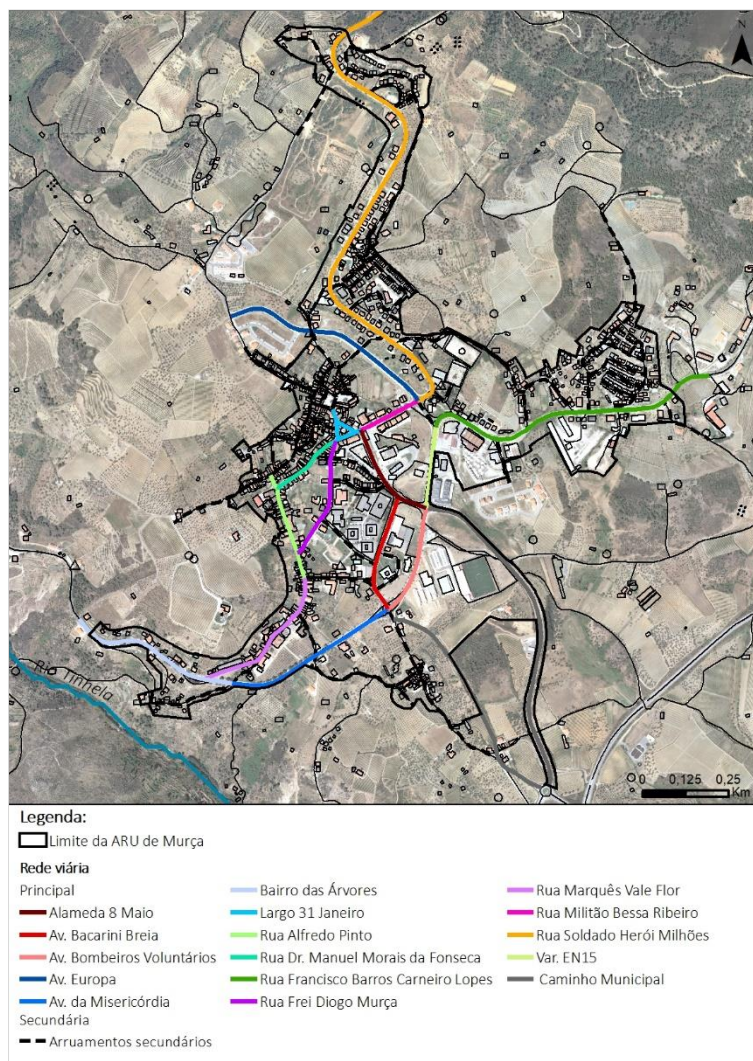 N
Rio Tinhela
0 0,125 0,25
Km
Legenda:
Limite da ARU de Murça
Rede viária
Principal
Alameda 8 Maio
Av. Bacarini Breia
Av. Bombeiros Voluntários
Av. Europa
Av. da Misericórdia
Secundária
Arruamentos secundários
Bairro das Árvores
Largo 31 Janeiro
Rua Alfredo Pinto
Rua Dr. Manuel Morais da Fonseca
Rua Francisco Barros Carneiro Lopes
Rua Frei Diogo Murça
Rua Marquês Vale Flor
Rua Militão Bessa Ribeiro
Rua Soldado Herói Milhões
Var. EN15
Caminho Municipal